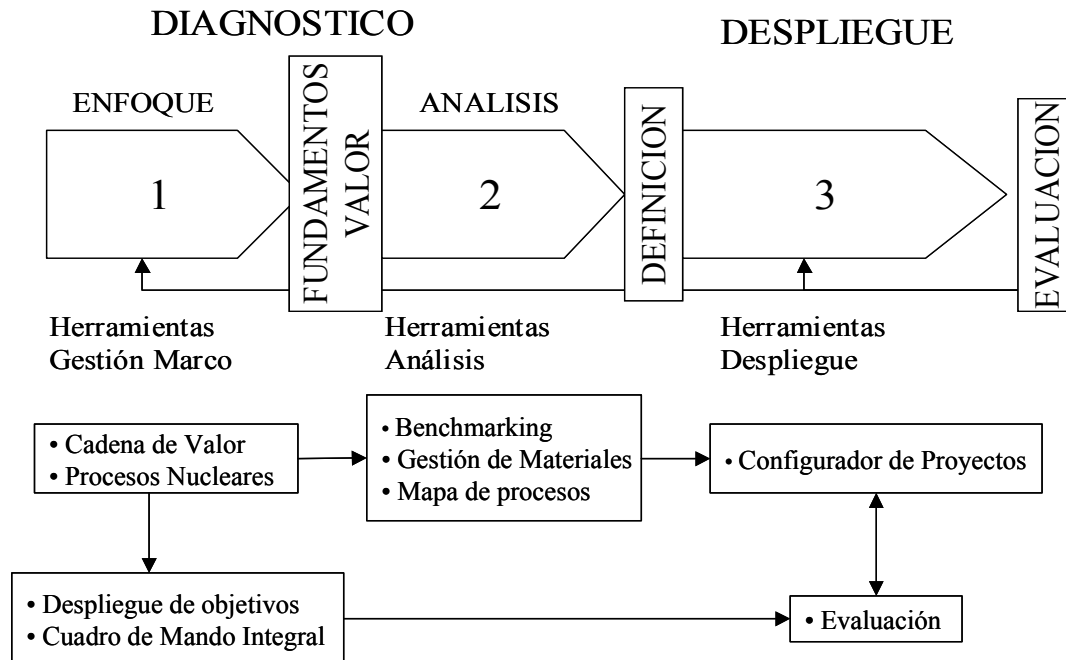 DIAGNOSTICO
DESPLIEGUE
ENFOQUE
ANALISIS
1
FUNDAMENTOS
VALOR
2
DEFINICION
3
EVALUACION
Herramientas
Gestión Marco
Herramientas
Análisis
Herramientas
Despliegue
• Cadena de Valor
• Procesos Nucleares
• Benchmarking
• Gestión de Materiales
• Mapa de procesos
• Configurador de Proyectos
• Despliegue de objetivos
• Cuadro de Mando Integral
• Evaluación